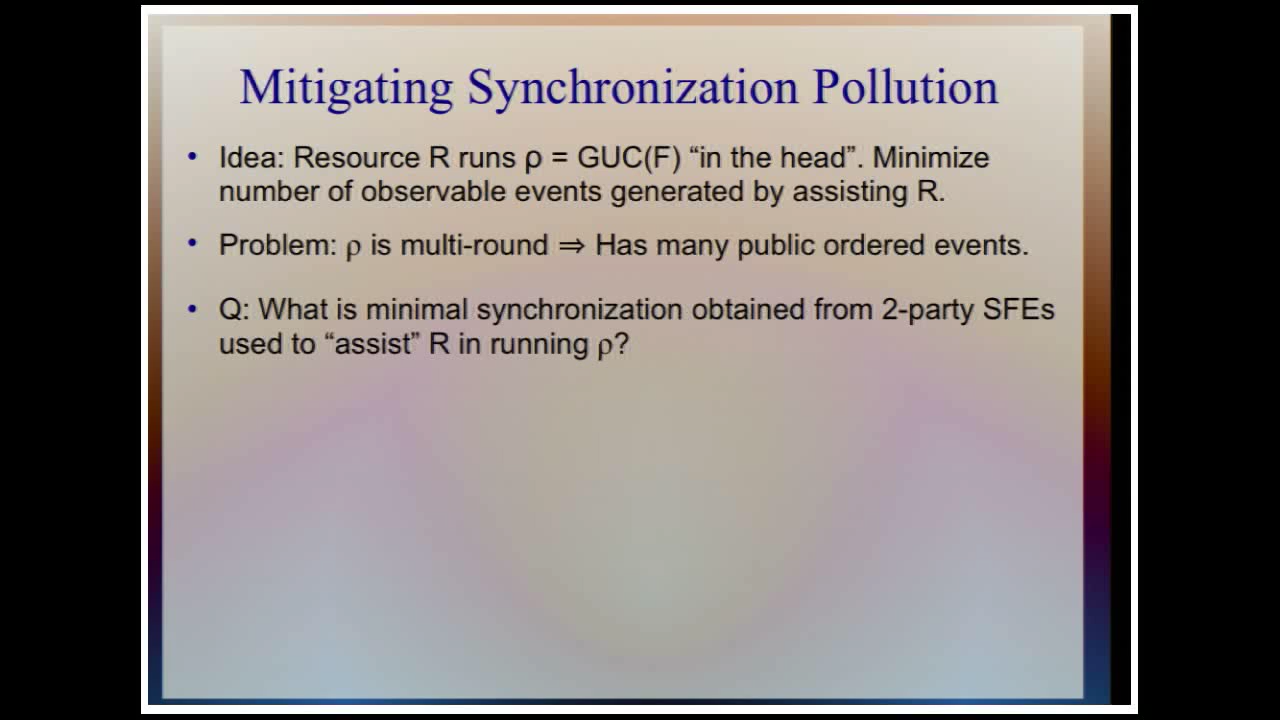 Mitigating Synchronization Pollution
• Idea: Resource R runs ρ = GUC(F) “in the head”. Minimize
number of observable events generated by assisting R.
• Problem: ρ is multi-round ⇒ Has many public ordered events.
• Q: What is minimal synchronization obtained from 2-party SFEs
used to “assist” R in running ρ?